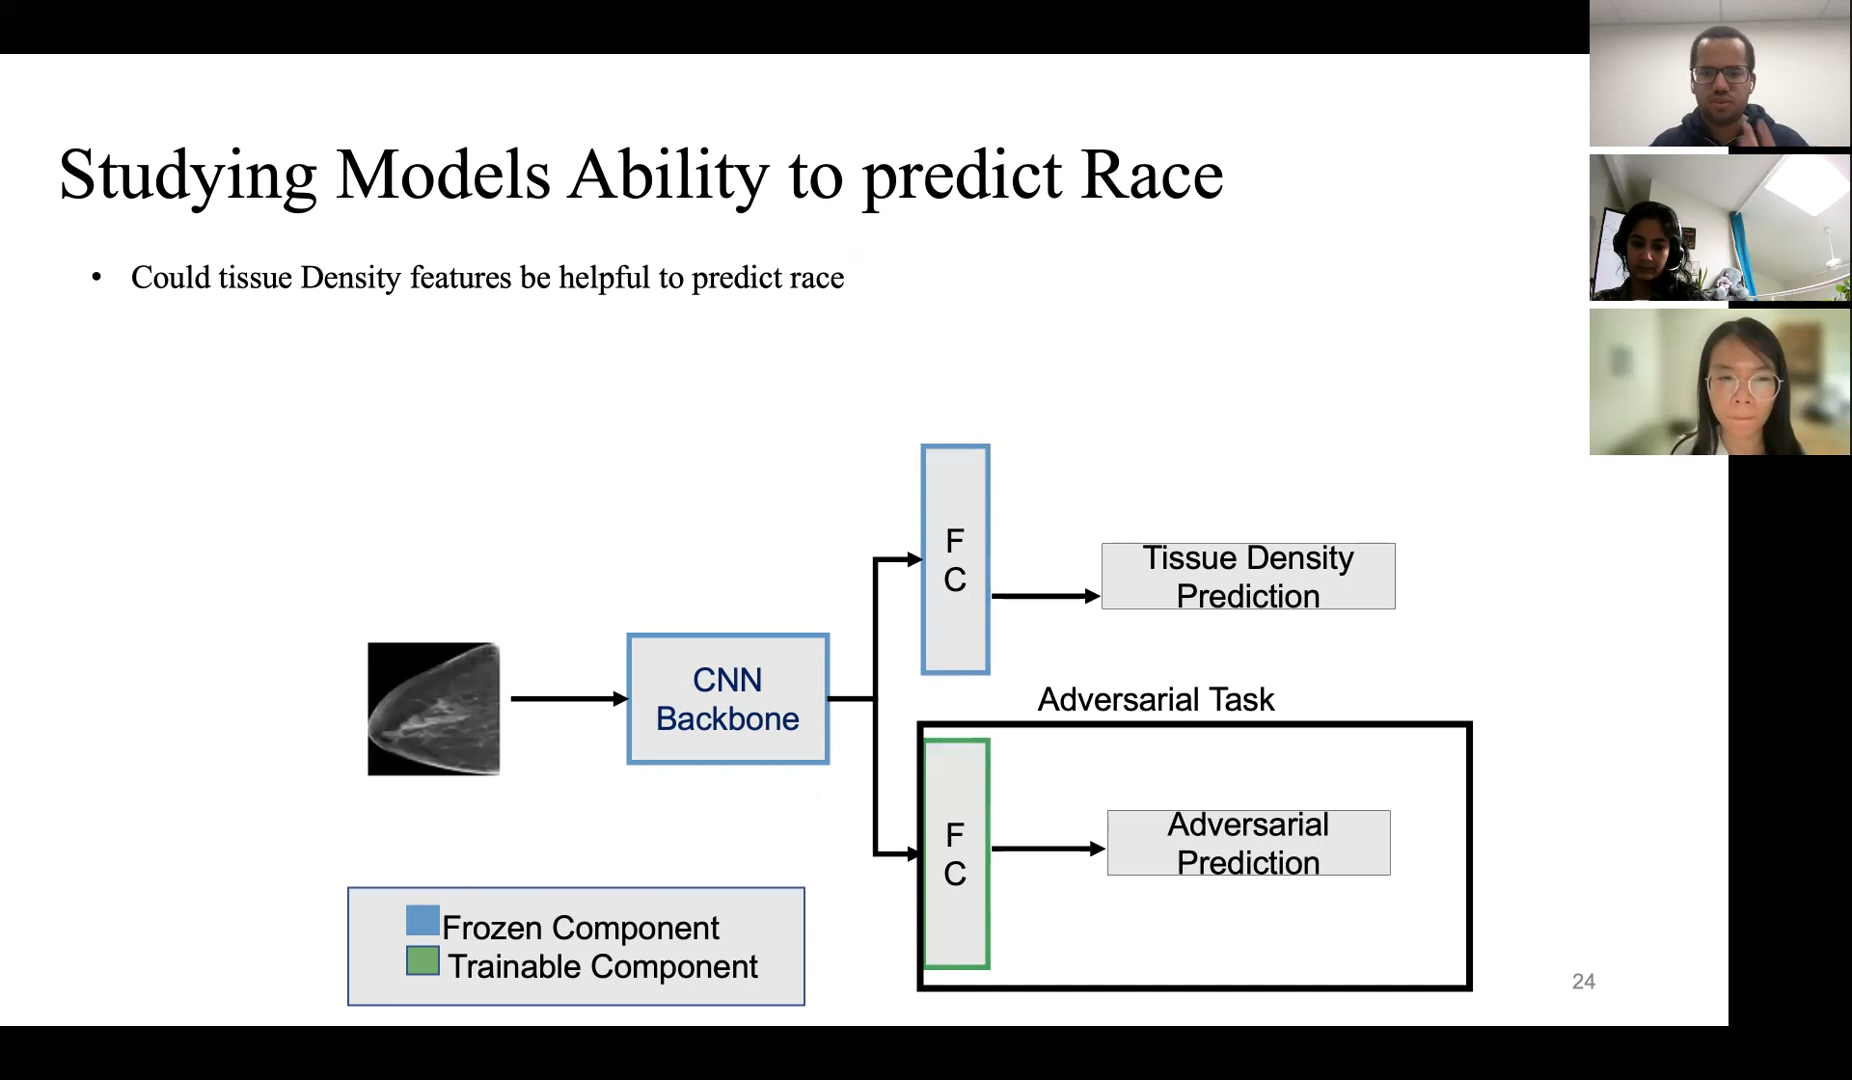 Studying Models Ability to predict Race
• Could tissue Density features be helpful to predict race
F
C
Tissue Density
Prediction
CNN
Backbone
Adversarial Task
F
C
Adversarial
Prediction
Frozen Component
Trainable Component
24